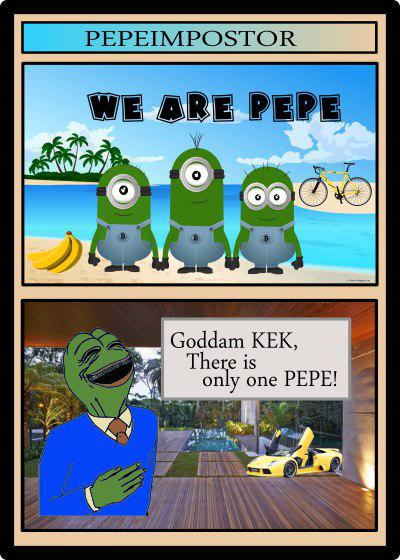 PEPEIMPOSTOR
WE ARE PEPE
Goddam KEK,
There is
only one PEPE!